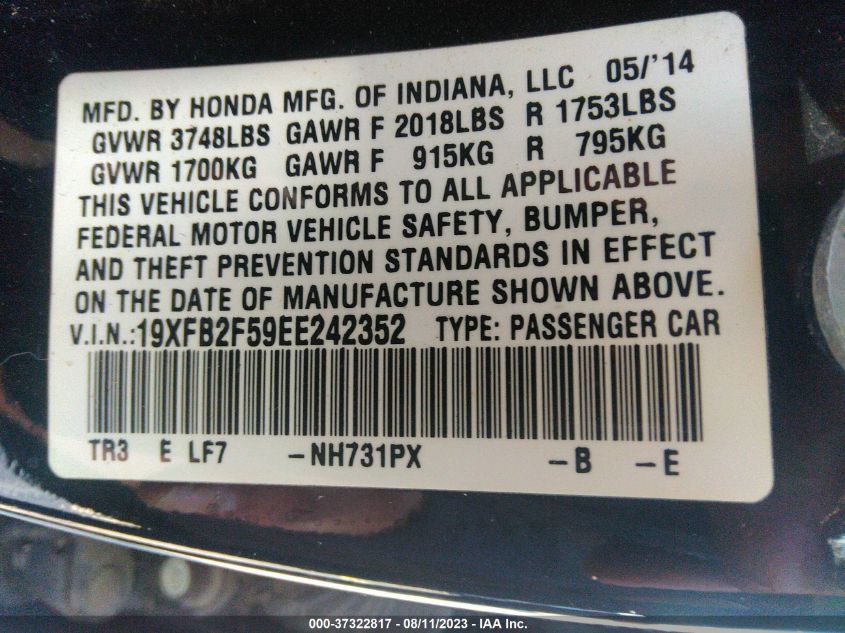 MFD. BY HONDA MFG. OF INDIANA, LLC 05/'14
GVWR 3748LBS GAWR F 2018LBS R 1753LBS
GVWR 1700KG GAWR F 915KG R 795KG
THIS VEHICLE CONFORMS TO ALL APPLICABLE
FEDERAL MOTOR VEHICLE SAFETY, BUMPER,
AND THEFT PREVENTION STANDARDS IN EFFECT
ON THE DATE OF MANUFACTURE SHOWN ABOVE.
V.I.N.:19XFB2F59EE242352 TYPE: PASSENGER CAR
TR3 E LF7 -NH731PX -B -E
000-37322817 - 08/11/2023 - IAA Inc.